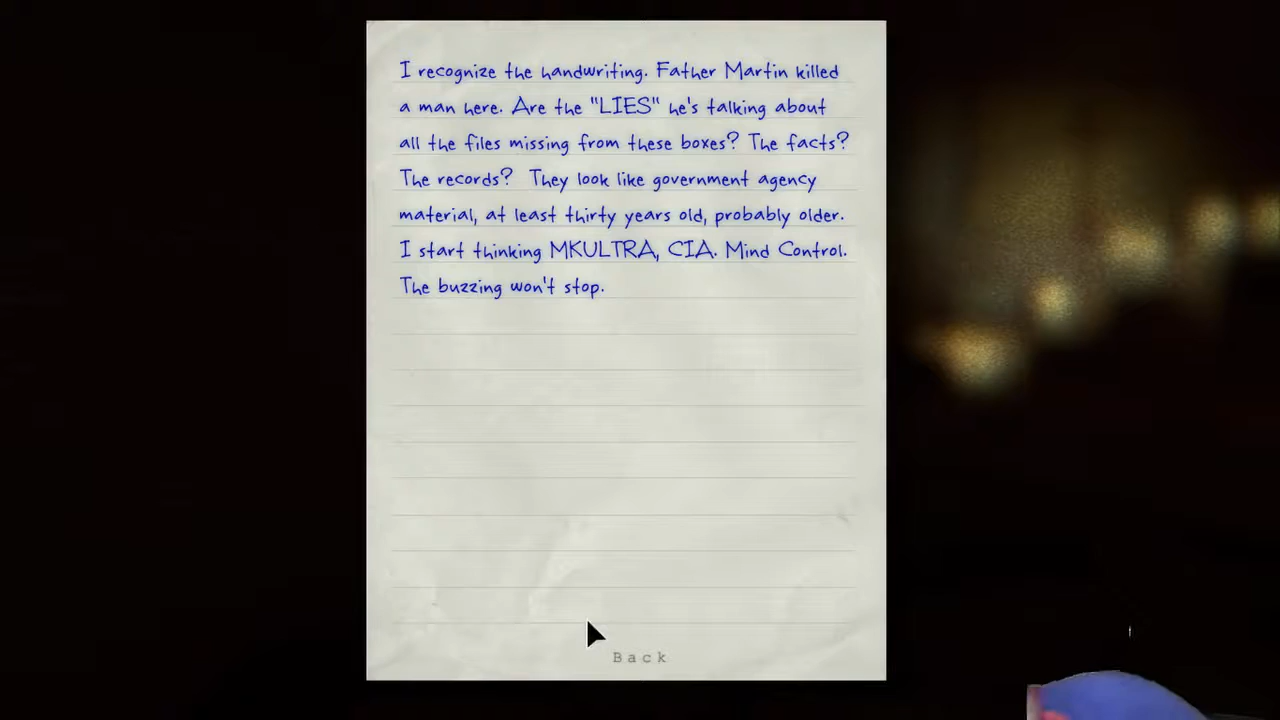 I recognize the handwriting. Father Martin killed
a man here. Are the "LIES" he's talking about
all the files missing from these boxes? The facts?
The records? They look like government agency
material, at least thirty years old, probably older.
I start thinking MKULTRA, CIA. Mind Control.
The buzzing won't stop.
Back